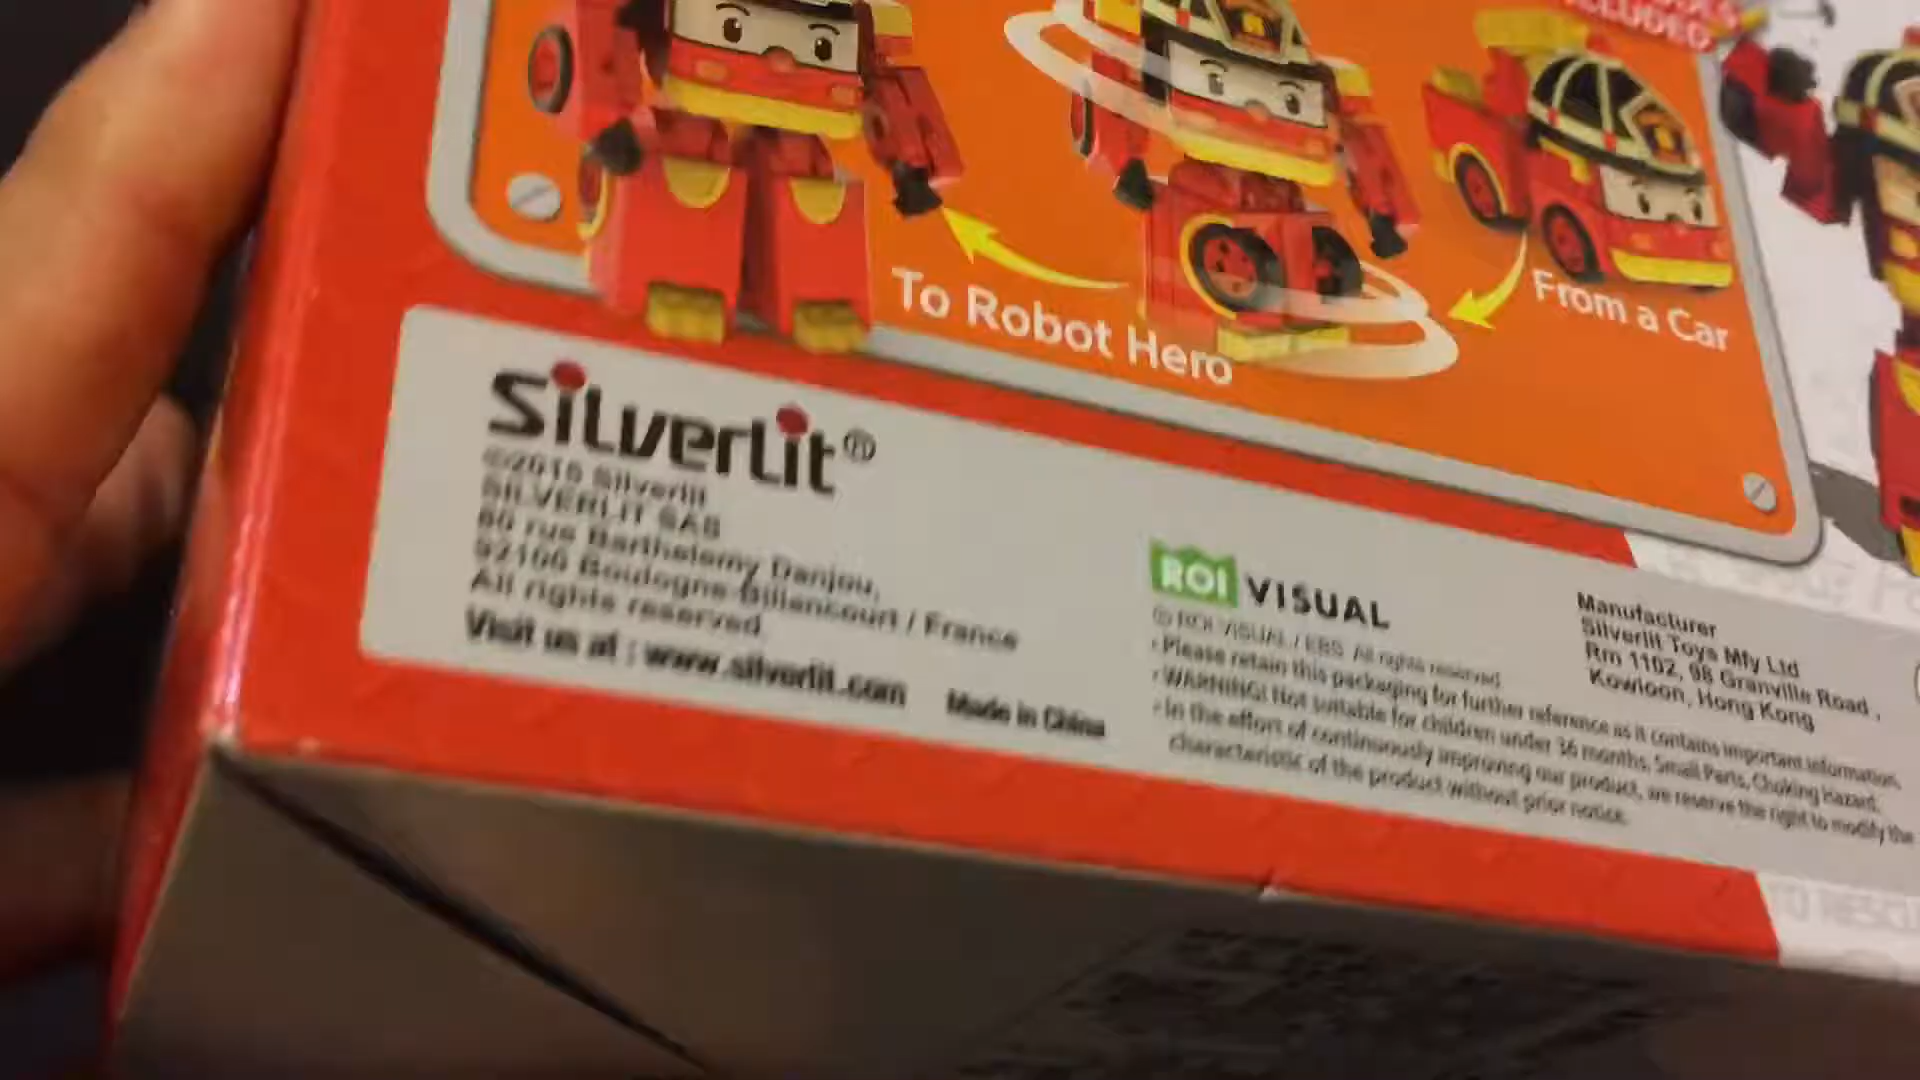 INCLUDED
To Robot Hero
From a Car
Silverlit®
©2015 Silverlit
SILVERLIT SAS
60 rue Barthelemy Danjou,
92100 Boulogne-Billencourt / France
All rights reserved.
Visit us at : www.silverlit.com
Made in China
ROI VISUAL
© ROI VISUAL / EBS. All rights reserved.
• Please retain this packaging for further reference as it contains important information.
• WARNING! Not suitable for children under 36 months. Small Parts. Choking Hazard.
• In the effort of continuously improving our product, we reserve the right to modify the
characteristic of the product without prior notice.
Manufacturer
Silverlit Toys Mfy Ltd
Rm 1102, 98 Granville Road ,
Kowloon, Hong Kong